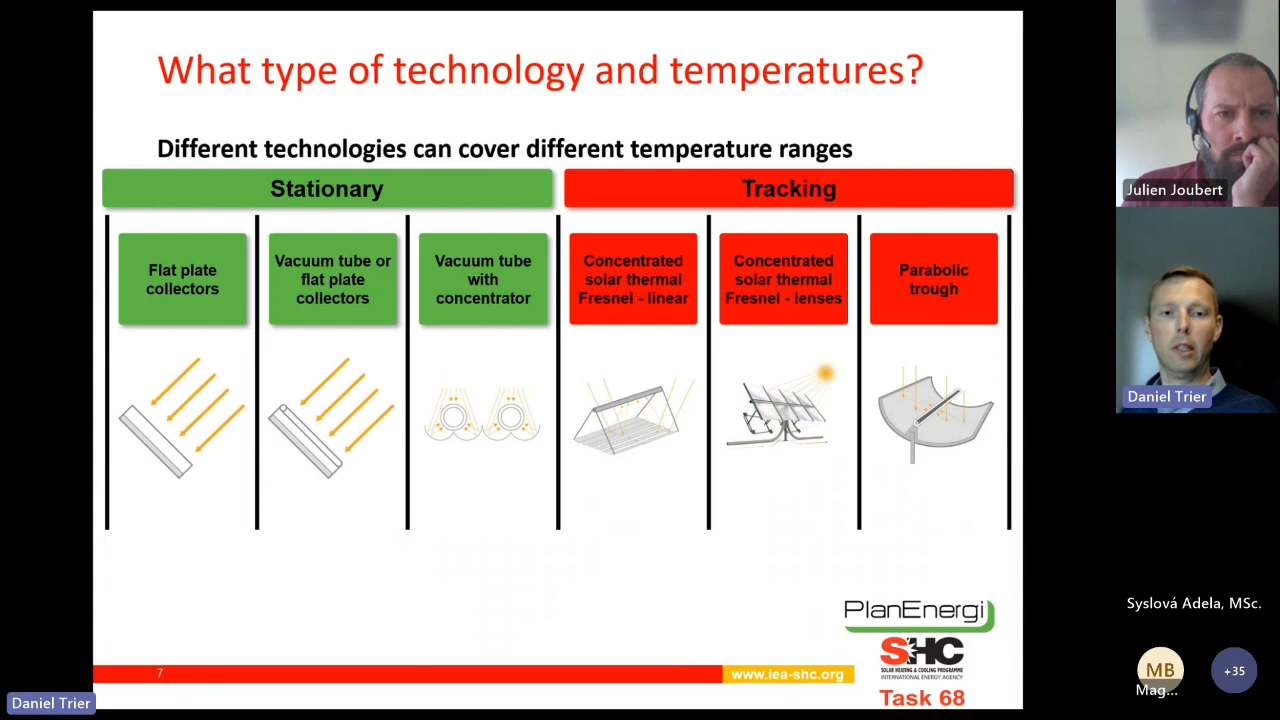 What type of technology and temperatures?
Different technologies can cover different temperature ranges
Stationary
Tracking
Flat plate
collectors
Vacuum tube or
flat plate
collectors
Vacuum tube
with
concentrator
Concentrated
solar thermal
Fresnel - linear
Concentrated
solar thermal
Fresnel - lenses
Parabolic
trough
PlanEnergi
SHC
SOLAR HEATING & COOLING PROGRAMME
INTERNATIONAL ENERGY AGENCY
Task 68
7
www.iea-shc.org
Daniel Trier
Julien Joubert
Daniel Trier
Syslová Adela, MSc.
MB
Mag...
+35